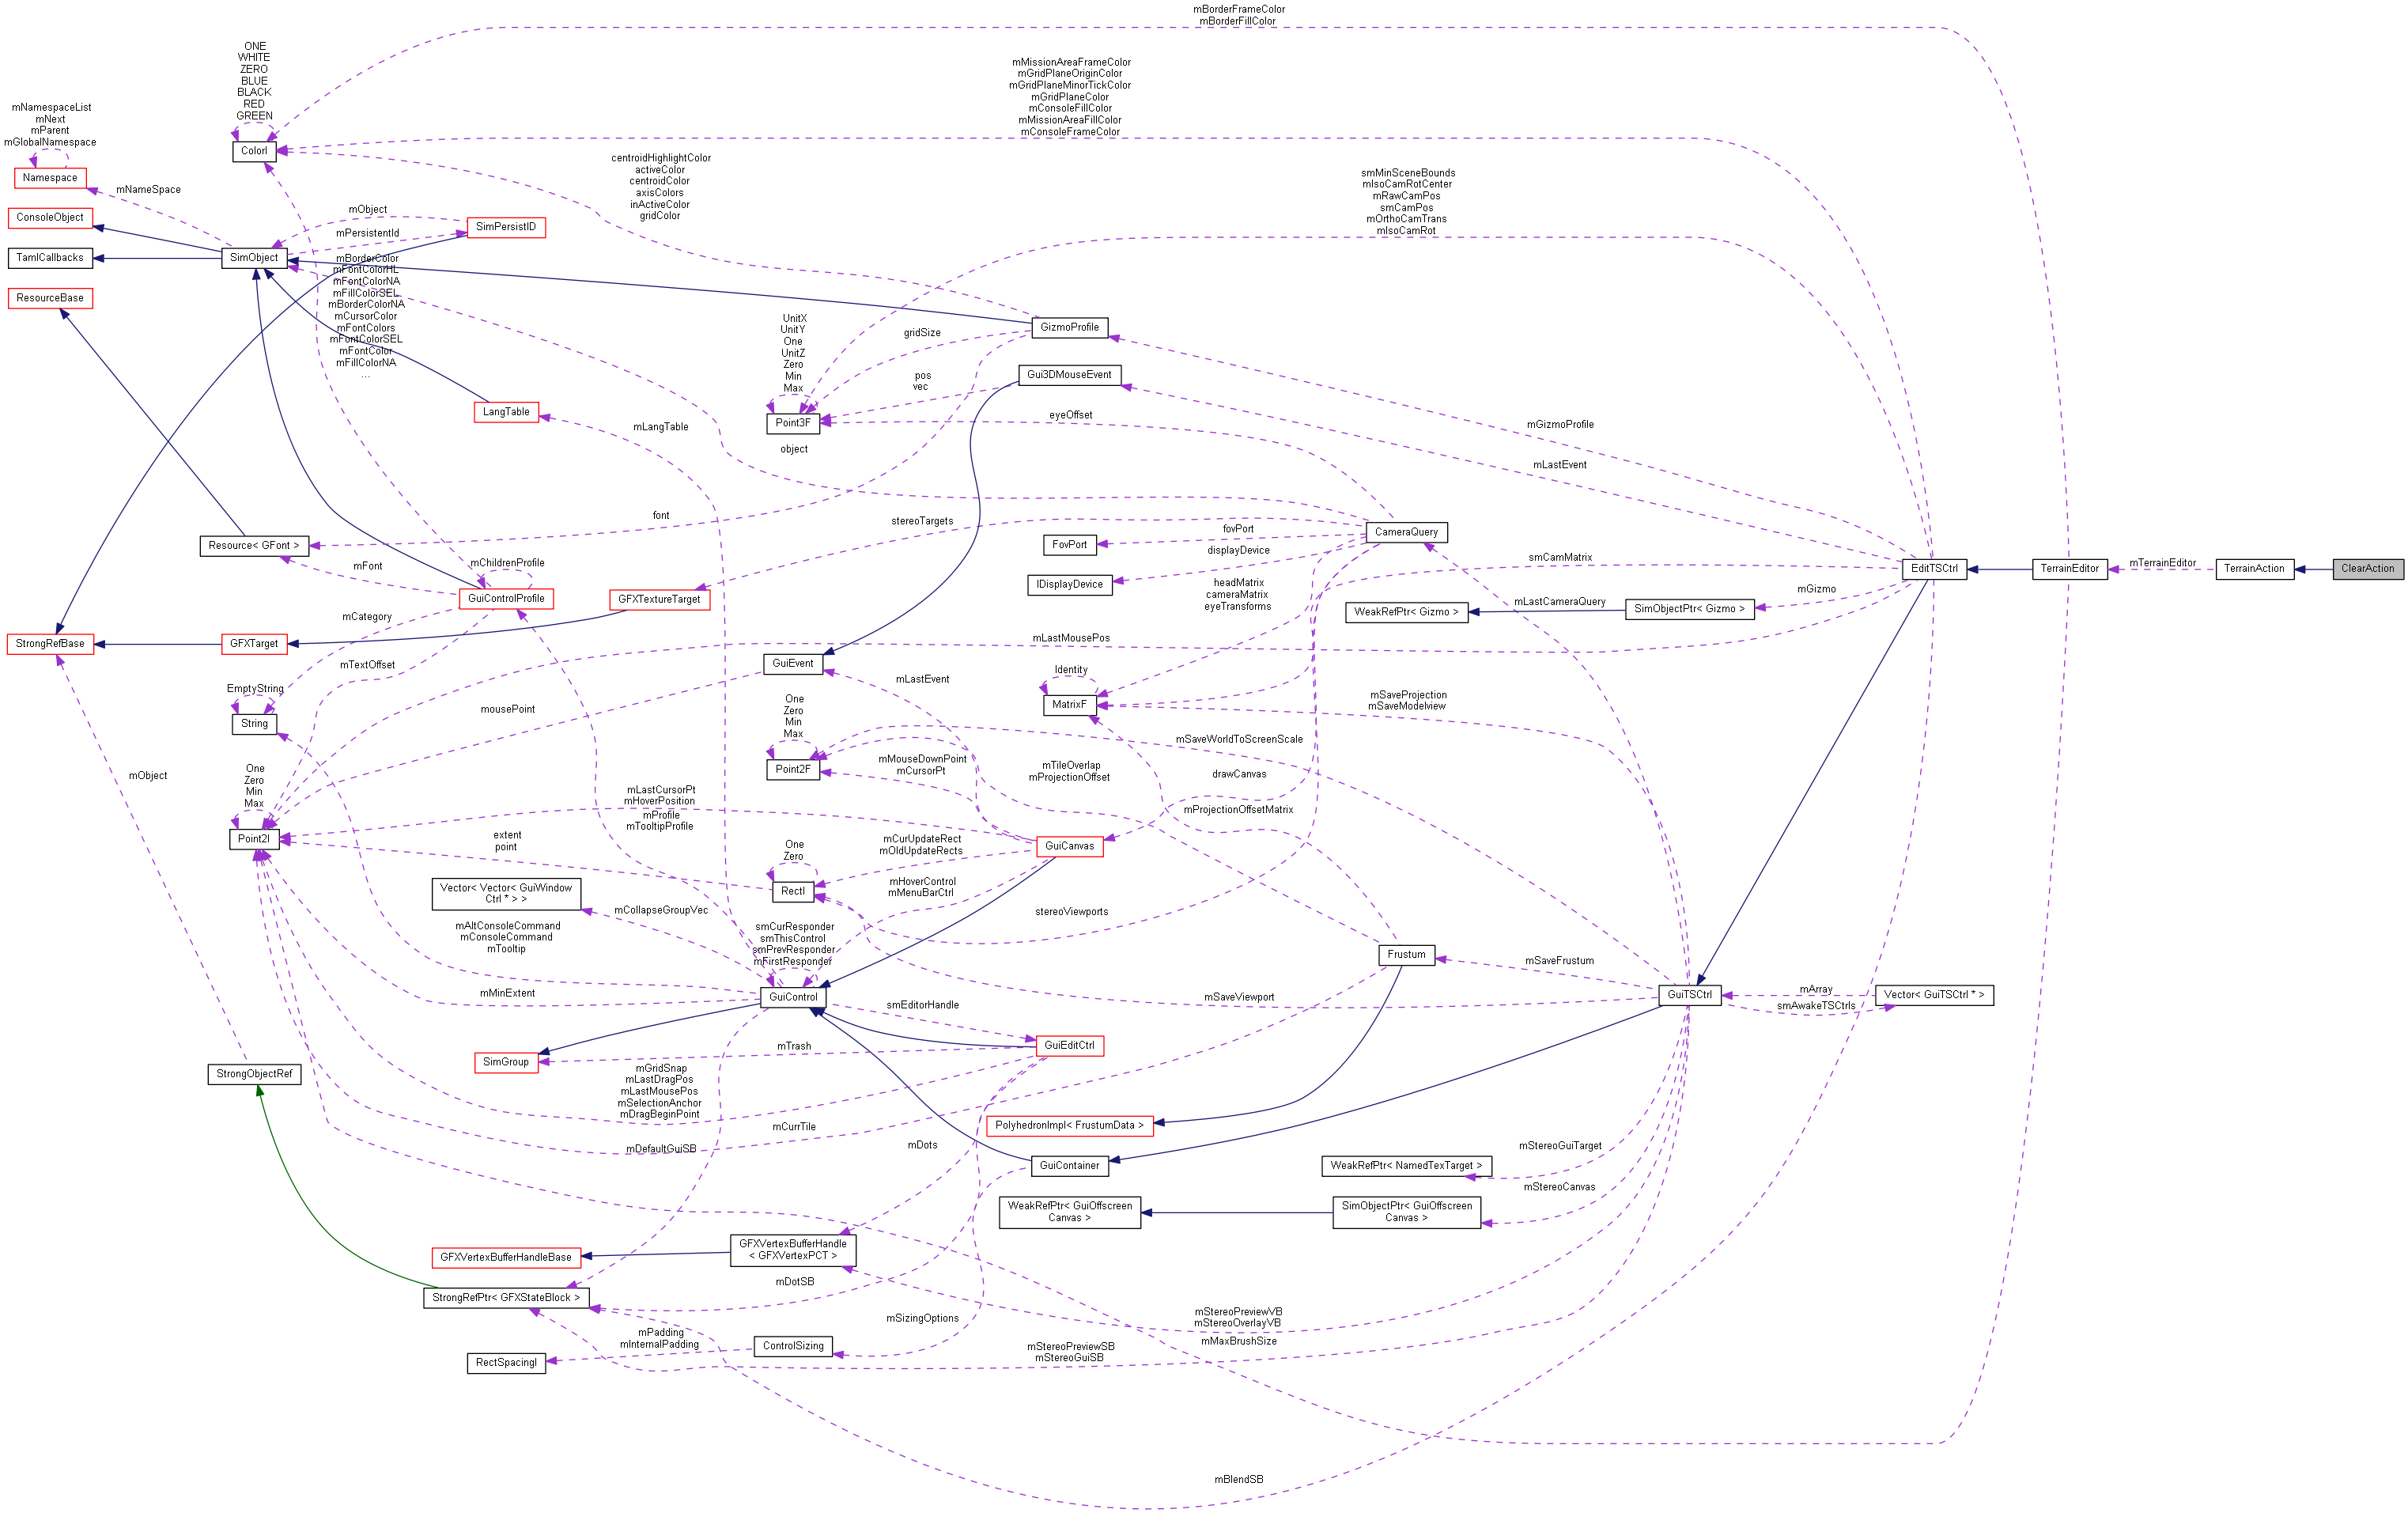 mBorderFrameColor
mBorderFillColor
ONE
WHITE
ZERO
BLUE
BLACK
RED
GREEN
mMissionAreaFrameColor
mGridPlaneOriginColor
mGridPlaneMinorTickColor
mGridPlaneColor
mConsoleFillColor
mMissionAreaFillColor
mConsoleFrameColor
mNamespaceList
mNext
mParent
mGlobalNamespace
ColorI
centroidHighlightColor
activeColor
centroidColor
axisColors
inActiveColor
gridColor
smMinSceneBounds
mIsoCamRotCenter
mRawCamPos
smCamPos
mOrthoCamTrans
mIsoCamRot
Namespace
mNameSpace
ConsoleObject
mObject
SimPersistID
mPersistentId
TamlCallbacks
SimObject
mBorderColor
mFontColorHL
mFontColorNA
mFillColorSEL
mBorderColorNA
mCursorColor
mFontColors
mFontColorSEL
mFontColor
mFillColorNA
...
ResourceBase
UnitX
UnitY
One
UnitZ
Zero
Min
Max
gridSize
GizmoProfile
Gui3DMouseEvent
pos
vec
LangTable
Point3F
eyeOffset
mLangTable
object
mGizmoProfile
mLastEvent
font
stereoTargets
CameraQuery
fovPort
FovPort
Resource< GFont >
displayDevice
IDisplayDevice
smCamMatrix
EditTSCtrl
TerrainEditor
mTerrainEditor
TerrainAction
ClearAction
mFont
mChildrenProfile
GuiControlProfile
GFXTextureTarget
headMatrix
cameraMatrix
eyeTransforms
mLastCameraQuery
mGizmo
WeakRefPtr< Gizmo >
SimObjectPtr< Gizmo >
mCategory
StrongRefBase
GFXTarget
mLastMousePos
mTextOffset
GuiEvent
Identity
mLastEvent
EmptyString
String
mousePoint
MatrixF
mSaveProjection
mSaveModelview
One
Zero
Min
Max
Point2F
mSaveWorldToScreenScale
mMouseDownPoint
mCursorPt
mTileOverlap
mProjectionOffset
drawCanvas
mObject
One
Zero
Min
Max
mLastCursorPt
mHoverPosition
mProfile
mTooltipProfile
mProjectionOffsetMatrix
Point2I
extent
point
One
Zero
mCurUpdateRect
mOldUpdateRects
GuiCanvas
RectI
Vector< Vector< GuiWindow
Ctrl * > >
mHoverControl
mMenuBarCtrl
mCollapseGroupVec
stereoViewports
mAltConsoleCommand
mConsoleCommand
mTooltip
smCurResponder
smThisControl
smPrevResponder
mFirstResponder
Frustum
mSaveFrustum
mSaveViewport
mMinExtent
GuiControl
smEditorHandle
GuiTSCtrl
mArray
Vector< GuiTSCtrl * >
smAwakeTSCtrls
mTrash
GuiEditCtrl
SimGroup
StrongObjectRef
mGridSnap
mLastDragPos
mLastMousePos
mSelectionAnchor
mDragBeginPoint
PolyhedronImpl< FrustumData >
mCurrTile
mDefaultGuiSB
mDots
mStereoGuiTarget
GuiContainer
WeakRefPtr< NamedTexTarget >
mStereoCanvas
WeakRefPtr< GuiOffscreen
Canvas >
SimObjectPtr< GuiOffscreen
Canvas >
GFXVertexBufferHandleBase
GFXVertexBufferHandle
< GFXVertexPCT >
mDotSB
StrongRefPtr< GFXStateBlock >
mSizingOptions
mStereoPreviewVB
mStereoOverlayVB
mPadding
mInternalPadding
ControlSizing
RectSpacingI
mStereoPreviewSB
mStereoGuiSB
mMaxBrushSize
mBlendSB